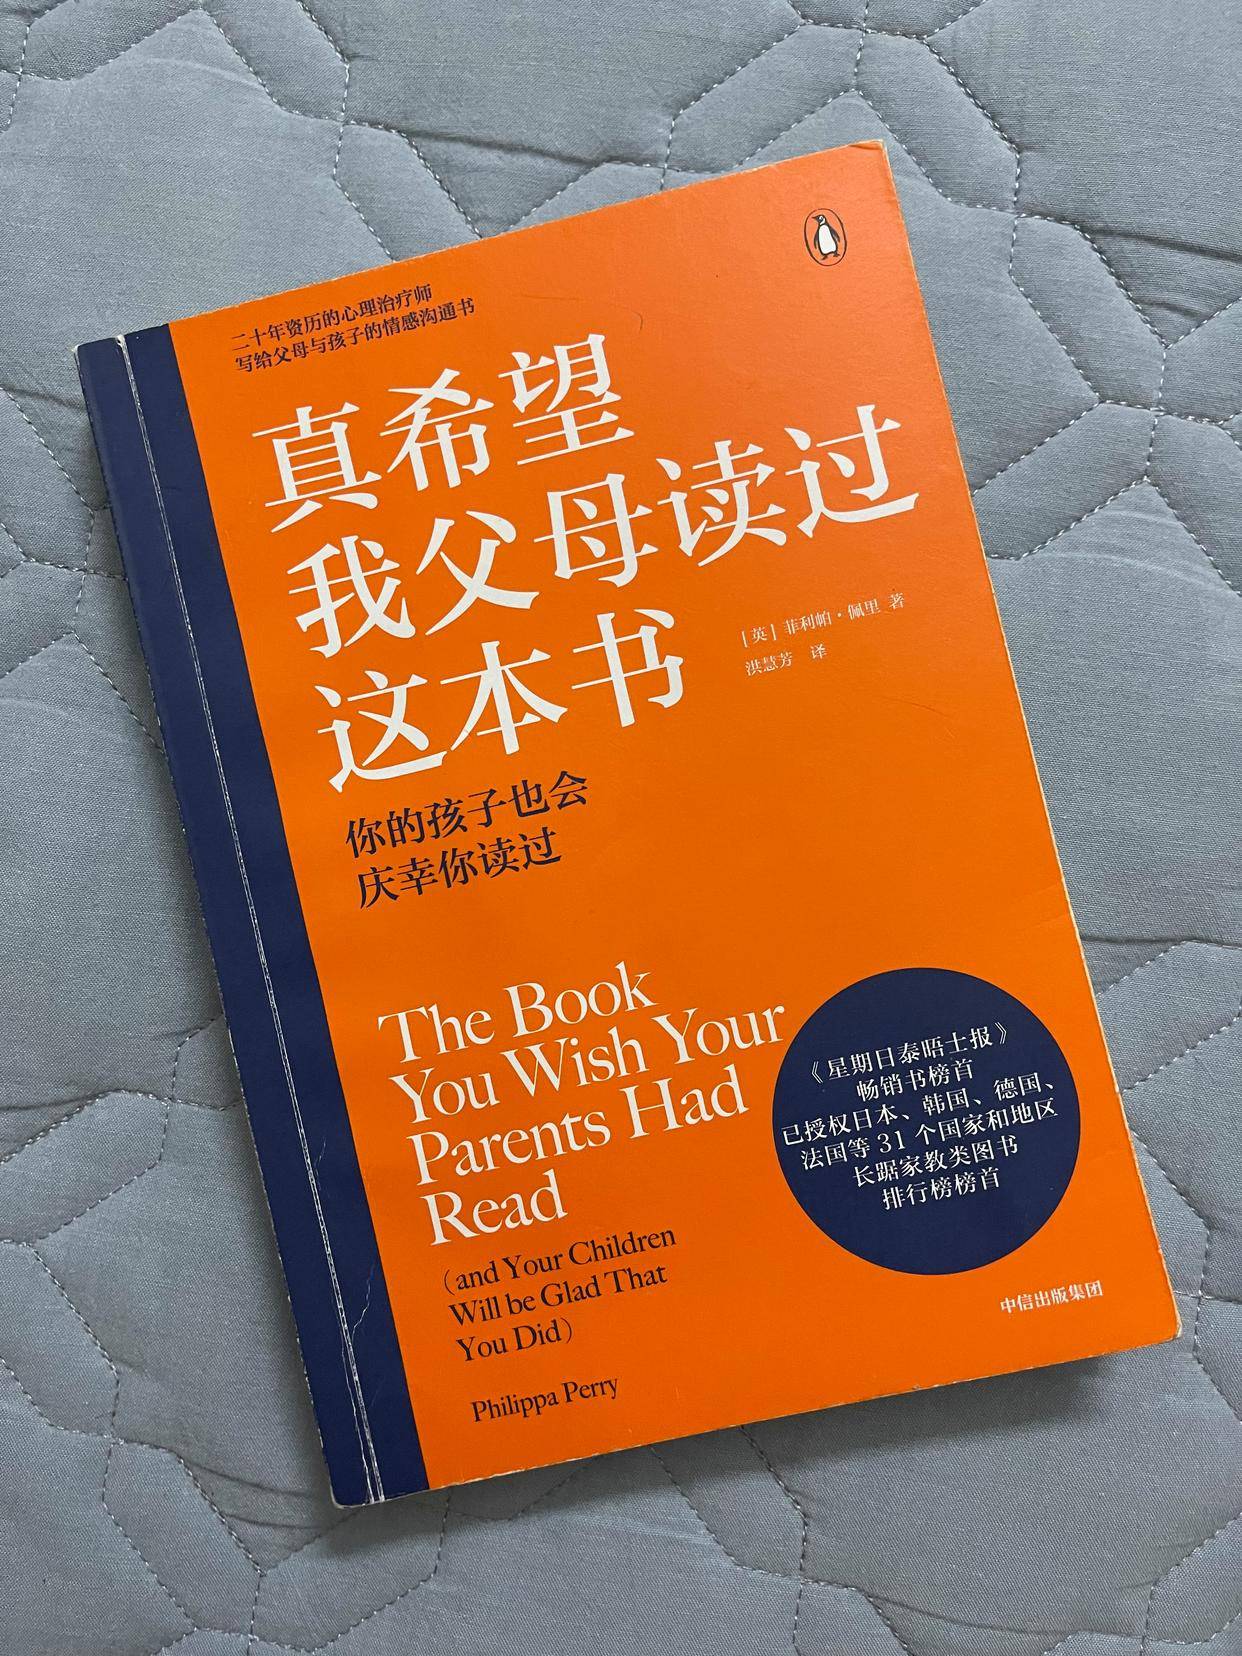 二十年资历的心理治疗师
写给父母与孩子的情感沟通书
真希望
我父母读过
这本书
[英] 菲利帕·佩里 著
洪慧芳 译
你的孩子也会
庆幸你读过
The Book
You Wish Your
Parents Had
Read
(and Your Children
Will be Glad That
You Did)
Philippa Perry
《星期日泰晤士报》
畅销书榜首
已授权日本、韩国、德国、
法国等 31 个国家和地区
长踞家教类图书
排行榜榜首
中信出版集团